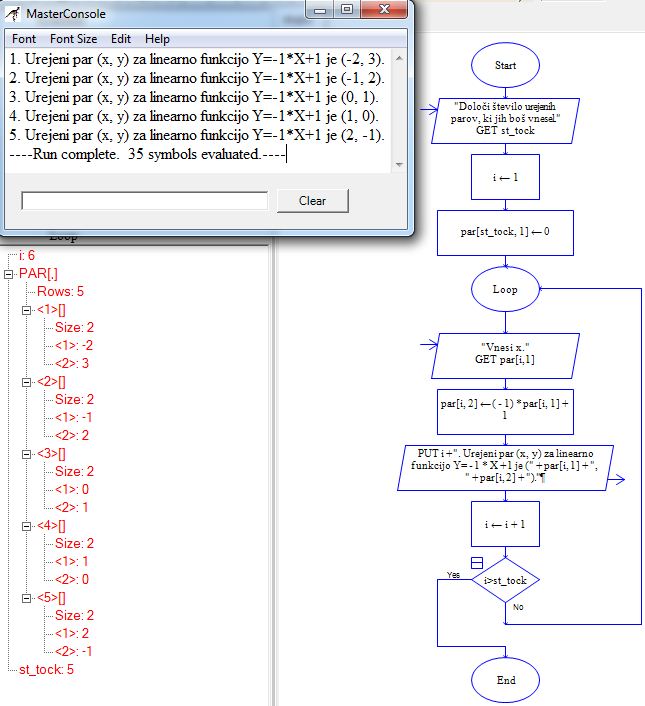 MasterConsole
Font Font Size Edit Help
1. Urejeni par (x, y) za linearno funkcijo Y=-1*X+1 je (-2, 3).
2. Urejeni par (x, y) za linearno funkcijo Y=-1*X+1 je (-1, 2).
3. Urejeni par (x, y) za linearno funkcijo Y=-1*X+1 je (0, 1).
4. Urejeni par (x, y) za linearno funkcijo Y=-1*X+1 je (1, 0).
5. Urejeni par (x, y) za linearno funkcijo Y=-1*X+1 je (2, -1).
----Run complete. 35 symbols evaluated.----
Clear
Loop
i: 6
PAR[,]
Rows: 5
<1>[]
Size: 2
<1>: -2
<2>: 3
<2>[]
Size: 2
<1>: -1
<2>: 2
<3>[]
Size: 2
<1>: 0
<2>: 1
<4>[]
Size: 2
<1>: 1
<2>: 0
<5>[]
Size: 2
<1>: 2
<2>: -1
st_tock: 5
Start
"Določi število urejenih
parov, ki jih boš vnesel."
GET st_tock
i ← 1
par[st_tock, 1] ← 0
Loop
"Vnesi x."
GET par[i,1]
par[i, 2] ← ( - 1) * par[i, 1] +
1
PUT i + ". Urejeni par (x, y) za linearno
funkcijo Y= - 1 * X +1 je (" + par[i,1] + ",
" + par[i,2] + ")."¶
i ← i + 1
i>st_tock
Yes
No
End